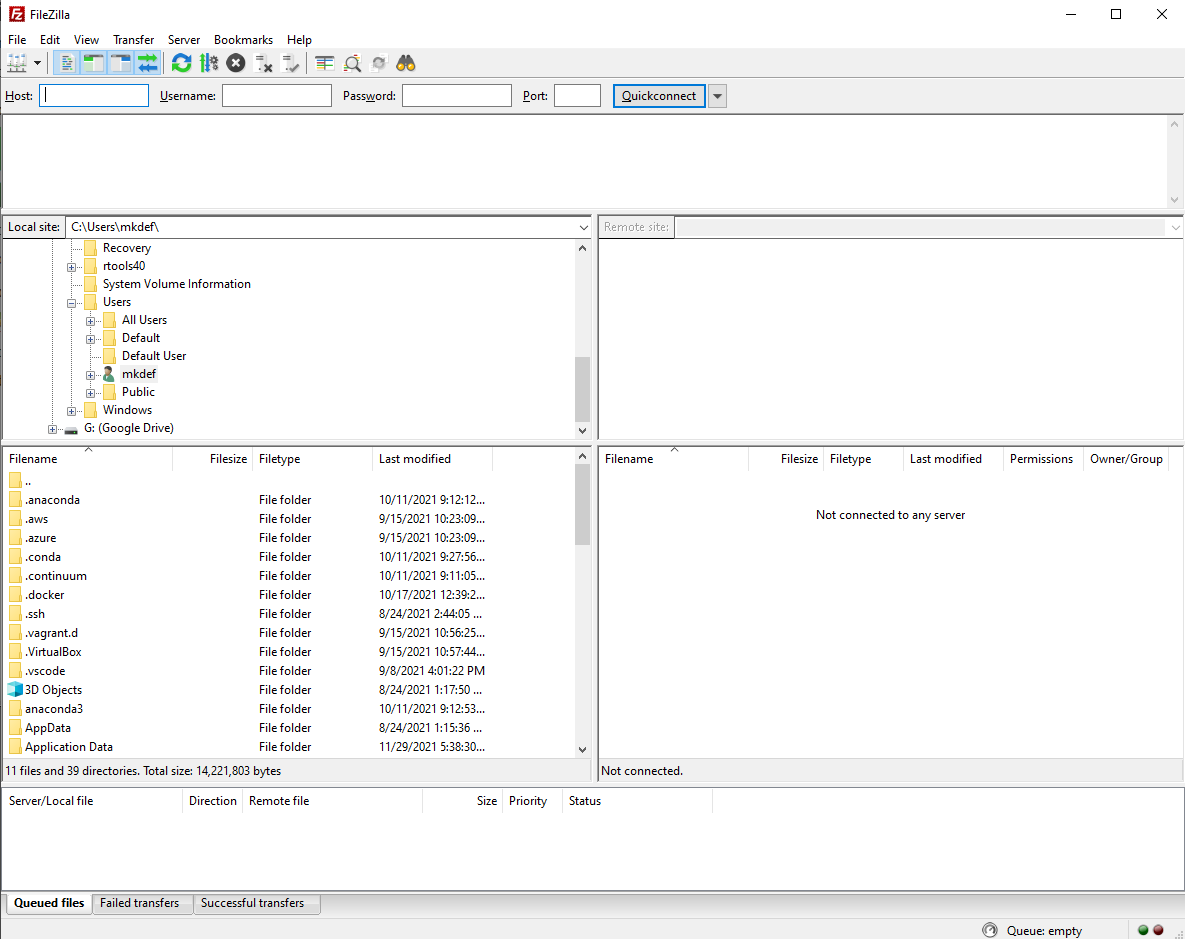 FileZilla
File Edit View Transfer Server Bookmarks Help
Host: Username: Password: Port: Quickconnect
Local site: C:\Users\mkdef\ Remote site:
Recovery
rtools40
System Volume Information
Users
All Users
Default
Default User
mkdef
Public
Windows
G: (Google Drive)
Filename Filesize Filetype Last modified
..
.anaconda File folder 10/11/2021 9:12:12...
.aws File folder 9/15/2021 10:23:09...
.azure File folder 9/15/2021 10:23:09...
.conda File folder 10/11/2021 9:27:56...
.continuum File folder 10/11/2021 9:11:05...
.docker File folder 10/17/2021 12:39:2...
.ssh File folder 8/24/2021 2:44:05 ...
.vagrant.d File folder 9/15/2021 10:56:25...
.VirtualBox File folder 9/15/2021 10:57:44...
.vscode File folder 9/8/2021 4:01:22 PM
3D Objects File folder 8/24/2021 1:17:50 ...
anaconda3 File folder 10/11/2021 9:12:53...
AppData File folder 8/24/2021 1:15:36 ...
Application Data File folder 11/29/2021 5:38:30...
11 files and 39 directories. Total size: 14,221,803 bytes
Filename Filesize Filetype Last modified Permissions Owner/Group
Not connected to any server
Not connected.
Server/Local file Direction Remote file Size Priority Status
Queued files Failed transfers Successful transfers
Queue: empty